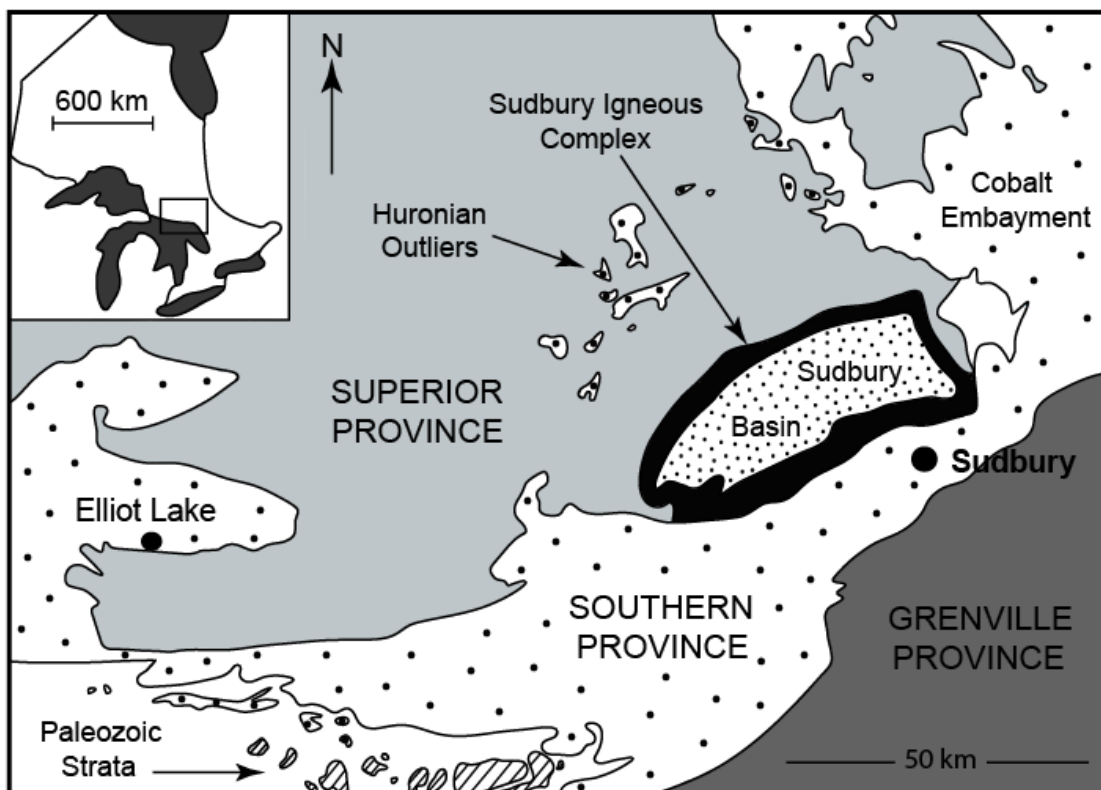 600 km
N
Sudbury Igneous
Complex
Huronian
Outliers
Cobalt
Embayment
SUPERIOR
PROVINCE
Sudbury
Basin
Sudbury
Elliot Lake
SOUTHERN
PROVINCE
GRENVILLE
PROVINCE
Paleozoic
Strata
50 km